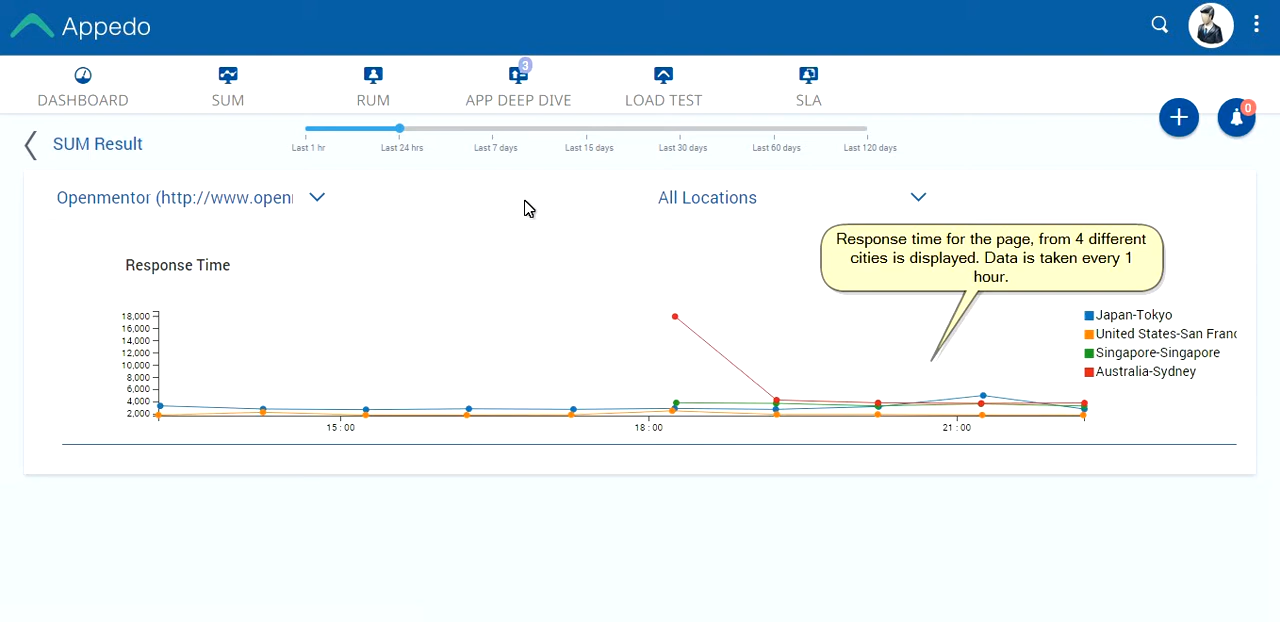 Appedo
3
DASHBOARD SUM RUM APP DEEP DIVE LOAD TEST SLA
0
SUM Result
Last 1 hr Last 24 hrs Last 7 days Last 15 days Last 30 days Last 60 days Last 120 days
Openmentor (http://www.open
All Locations
Response time for the page, from 4 different
cities is displayed. Data is taken every 1
hour.
Response Time
18,000
16,000
14,000
12,000
10,000
8,000
6,000
4,000
2,000
15:00 18:00 21:00
Japan-Tokyo
United States-San Franc
Singapore-Singapore
Australia-Sydney